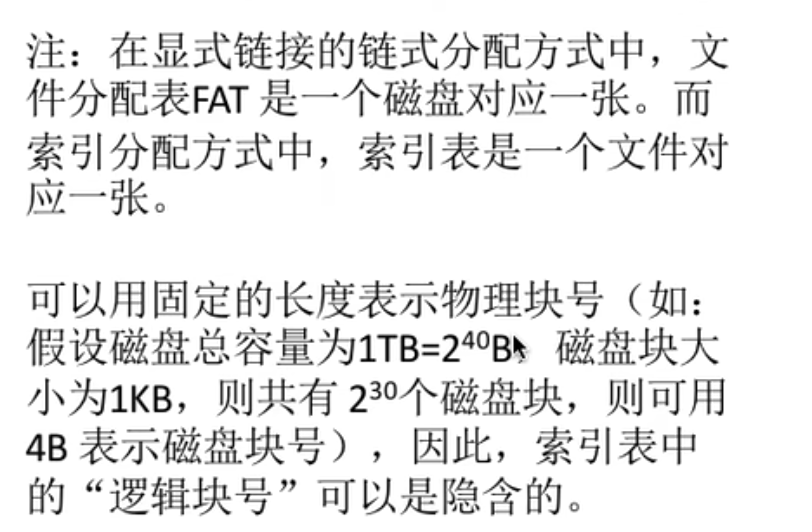 注：在显式链接的链式分配方式中，文
件分配表FAT 是一个磁盘对应一张。而
索引分配方式中，索引表是一个文件对
应一张。
可以用固定的长度表示物理块号（如：
假设磁盘总容量为1TB=2⁴⁰B， 磁盘块大
小为1KB，则共有 2³⁰个磁盘块，则可用
4B 表示磁盘块号），因此，索引表中
的“逻辑块号”可以是隐含的。